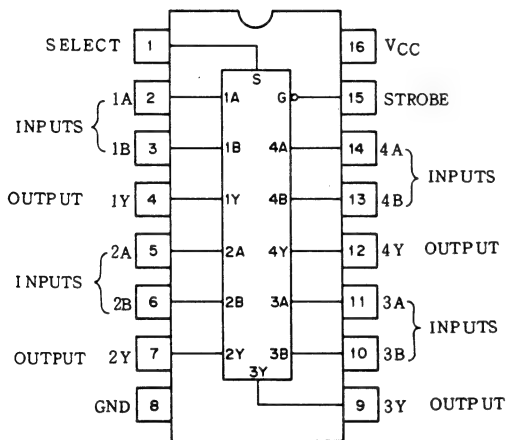 SELECT 1 16 VCC
S
1A 2 1A G 15 STROBE
INPUTS
1B 3 1B 4A 14 4A
INPUTS
OUTPUT 1Y 4 1Y 4B 13 4B
2A 5 2A 4Y 12 4Y OUTPUT
INPUTS
2B 6 2B 3A 11 3A
INPUTS
OUTPUT 2Y 7 2Y 3B 10 3B
3Y
GND 8 9 3Y OUTPUT